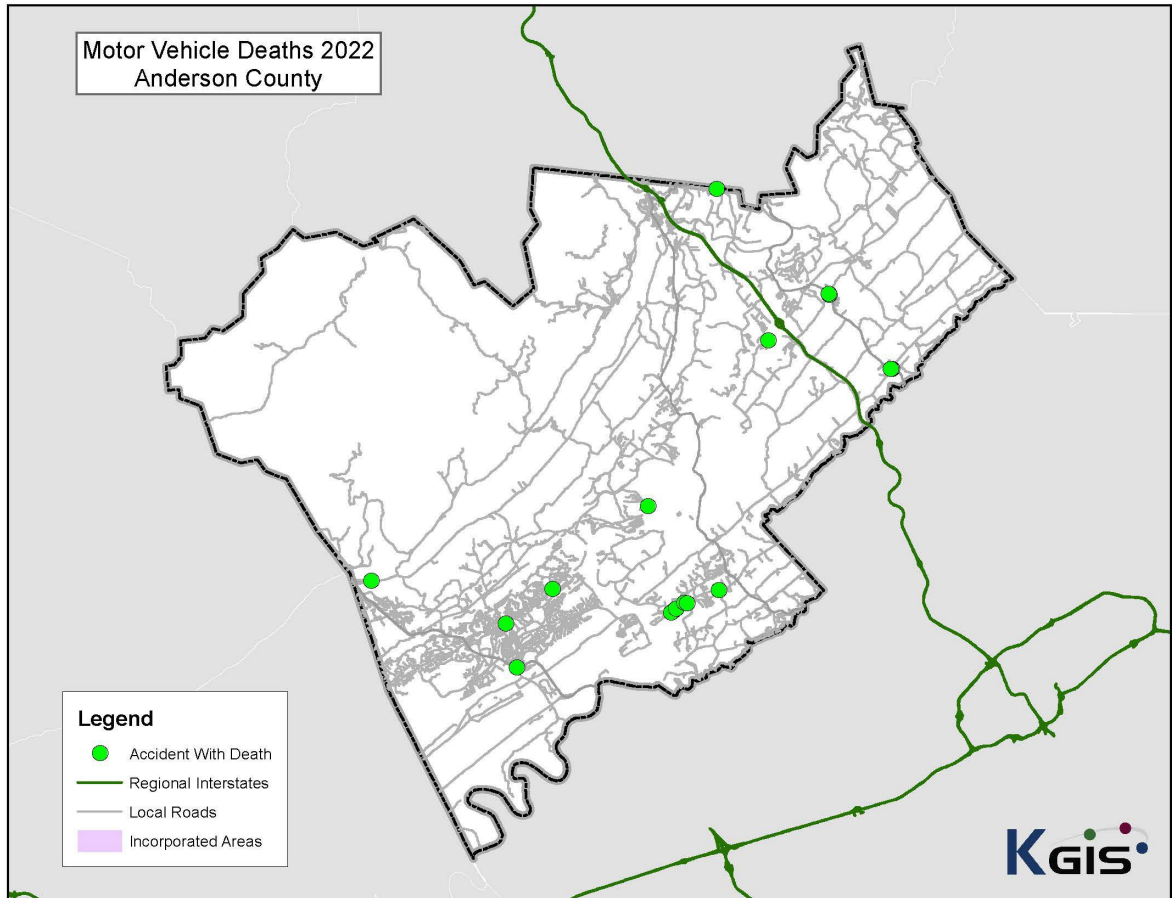 Motor Vehicle Deaths 2022
Anderson County
Legend
Accident With Death
Regional Interstates
Local Roads
Incorporated Areas
KGIS